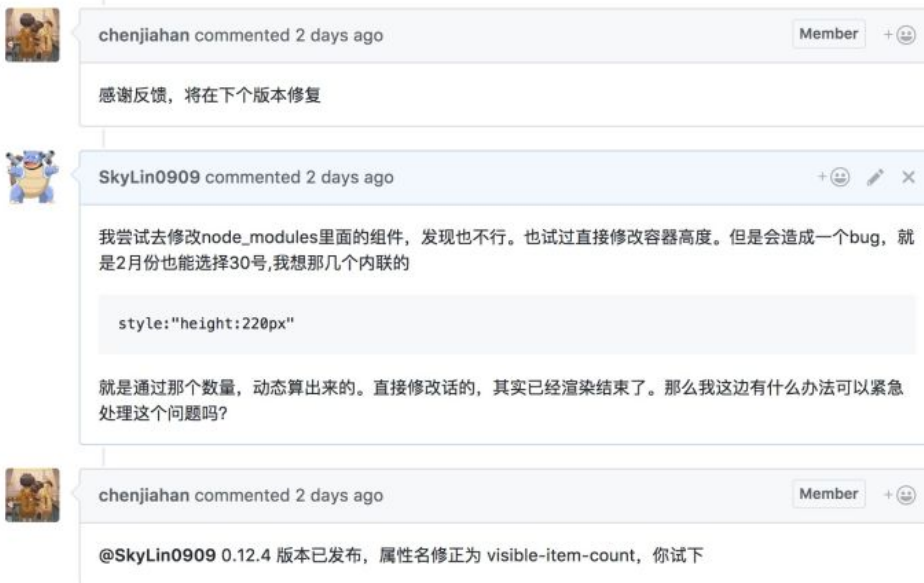 chenjiahan commented 2 days ago Member
感谢反馈，将在下个版本修复
SkyLin0909 commented 2 days ago
我尝试去修改node_modules里面的组件，发现也不行。也试过直接修改容器高度。但是会造成一个bug，就
是2月份也能选择30号,我想那几个内联的
style:"height:220px"
就是通过那个数量，动态算出来的。直接修改话的，其实已经渲染结束了。那么我这边有什么办法可以紧急
处理这个问题吗?
chenjiahan commented 2 days ago Member
@SkyLin0909 0.12.4 版本已发布，属性名修正为 visible-item-count，你试下